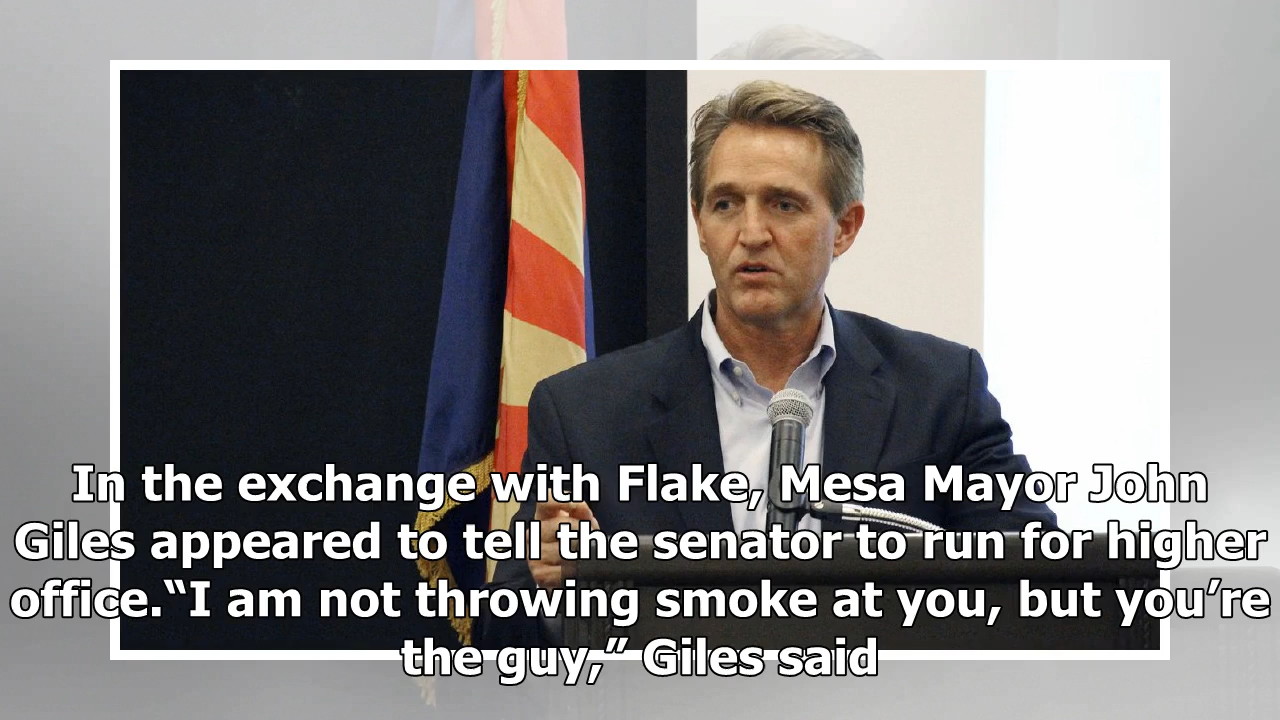 In the exchange with Flake, Mesa Mayor John
Giles appeared to tell the senator to run for higher
office.“I am not throwing smoke at you, but you’re
the guy,” Giles said